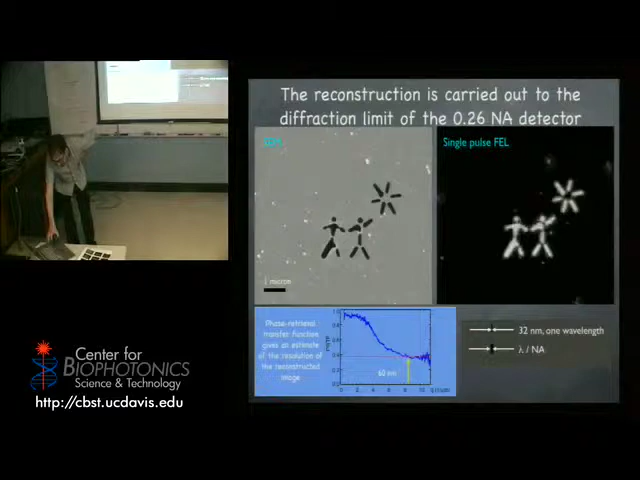 The reconstruction is carried out to the
diffraction limit of the 0.26 NA detector
Single pulse FEL
1 micron
Phase-retrieval
transfer function
gives an estimate
of the resolution of
the reconstructed
image
60 nm
32 nm, one wavelength
λ / NA
Center for
BIOPHOTONICS
Science & Technology
http://cbst.ucdavis.edu